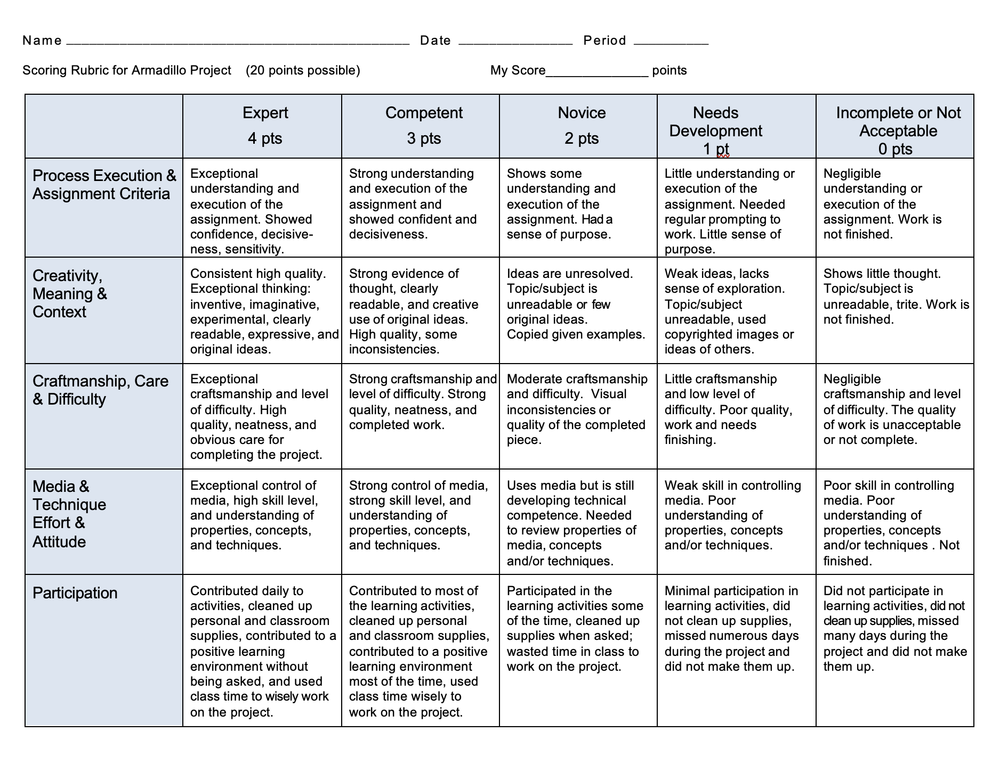 Name ______________________________________________ Date _______________ Period __________
Scoring Rubric for Armadillo Project (20 points possible) My Score______________ points
Expert
4 pts
Competent
3 pts
Novice
2 pts
Needs
Development
1 pt
Incomplete or Not
Acceptable
0 pts
Process Execution &
Assignment Criteria
Exceptional
understanding and
execution of the
assignment. Showed
confidence, decisive-
ness, sensitivity.
Strong understanding
and execution of the
assignment and
showed confident and
decisiveness.
Shows some
understanding and
execution of the
assignment. Had a
sense of purpose.
Little understanding or
execution of the
assignment. Needed
regular prompting to
work. Little sense of
purpose.
Negligible
understanding or
execution of the
assignment. Work is
not finished.
Creativity,
Meaning &
Context
Consistent high quality.
Exceptional thinking:
inventive, imaginative,
experimental, clearly
readable, expressive, and
original ideas.
Strong evidence of
thought, clearly
readable, and creative
use of original ideas.
High quality, some
inconsistencies.
Ideas are unresolved.
Topic/subject is
unreadable or few
original ideas.
Copied given examples.
Weak ideas, lacks
sense of exploration.
Topic/subject
unreadable, used
copyrighted images or
ideas of others.
Shows little thought.
Topic/subject is
unreadable, trite. Work is
not finished.
Craftmanship, Care
& Difficulty
Exceptional
craftsmanship and level
of difficulty. High
quality, neatness, and
obvious care for
completing the project.
Strong craftsmanship and
level of difficulty. Strong
quality, neatness, and
completed work.
Moderate craftsmanship
and difficulty. Visual
inconsistencies or
quality of the completed
piece.
Little craftsmanship
and low level of
difficulty. Poor quality,
work and needs
finishing.
Negligible
craftsmanship and level
of difficulty. The quality
of work is unacceptable
or not complete.
Media &
Technique
Effort &
Attitude
Exceptional control of
media, high skill level,
and understanding of
properties, concepts,
and techniques.
Strong control of media,
strong skill level, and
understanding of
properties, concepts,
and techniques.
Uses media but is still
developing technical
competence. Needed
to review properties of
media, concepts
and/or techniques.
Weak skill in controlling
media. Poor
understanding of
properties, concepts
and/or techniques.
Poor skill in controlling
media. Poor
understanding of
properties, concepts
and/or techniques . Not
finished.
Participation
Contributed daily to
activities, cleaned up
personal and classroom
supplies, contributed to a
positive learning
environment without
being asked, and used
class time to wisely work
on the project.
Contributed to most of
the learning activities,
cleaned up personal
and classroom supplies,
contributed to a positive
learning environment
most of the time, used
class time wisely to
work on the project.
Participated in the
learning activities some
of the time, cleaned up
supplies when asked;
wasted time in class to
work on the project.
Minimal participation in
learning activities, did
not clean up supplies,
missed numerous days
during the project and
did not make them up.
Did not participate in
learning activities, did not
clean up supplies, missed
many days during the
project and did not make
them up.